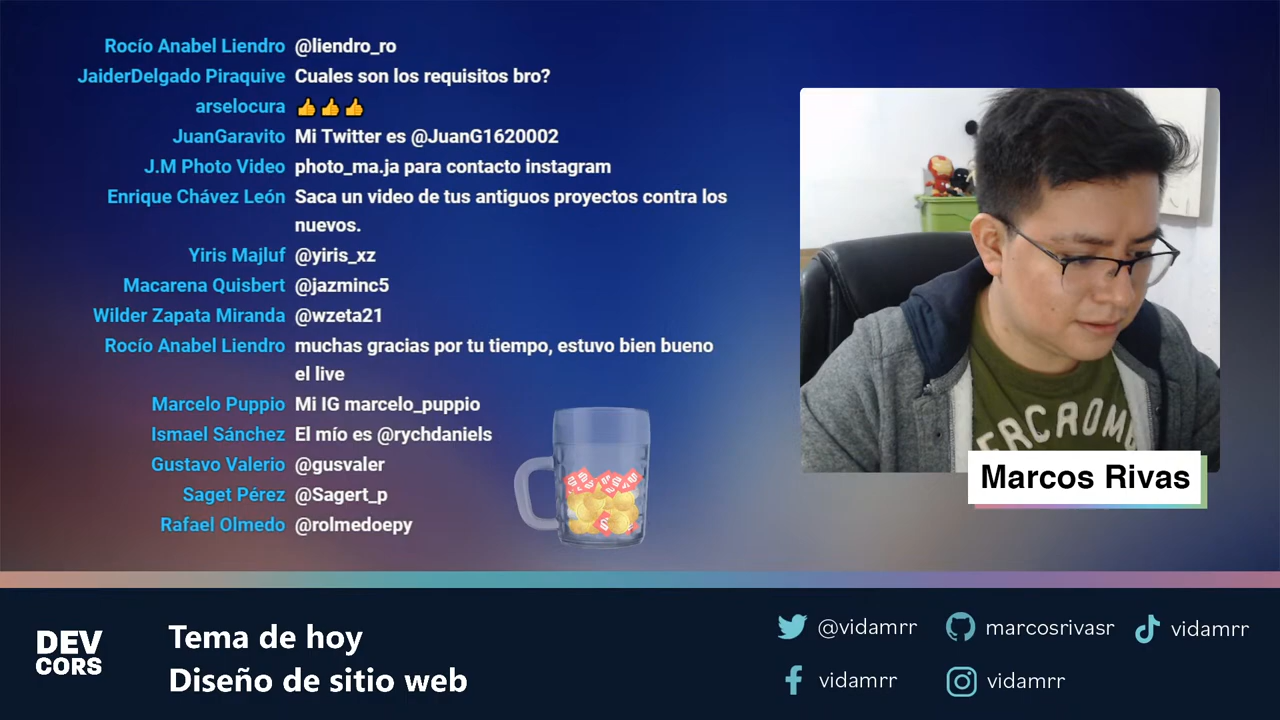 Rocío Anabel Liendro @liendro_ro
JaiderDelgado Piraquive Cuales son los requisitos bro?
arselocura 👍👍👍
JuanGaravito Mi Twitter es @JuanG1620002
J.M Photo Video photo_ma.ja para contacto instagram
Enrique Chávez León Saca un video de tus antiguos proyectos contra los
nuevos.
Yiris Majluf @yiris_xz
Macarena Quisbert @jazminc5
Wilder Zapata Miranda @wzeta21
Rocío Anabel Liendro muchas gracias por tu tiempo, estuvo bien bueno
el live
Marcelo Puppio Mi IG marcelo_puppio
Ismael Sánchez El mío es @rychdaniels
Gustavo Valerio @gusvaler
Saget Pérez @Sagert_p
Rafael Olmedo @rolmedoepy
ERCROM
Marcos Rivas
DEV
CORS
Tema de hoy
Diseño de sitio web
@vidamrr marcosrivasr vidamrr
vidamrr vidamrr